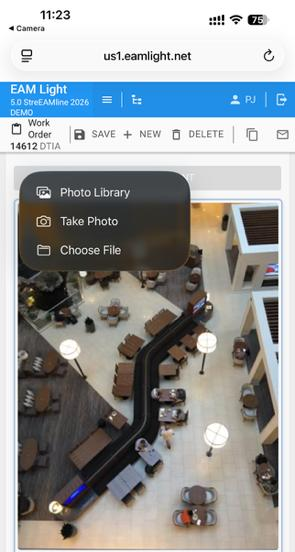 11:23
75
◀ Camera
us1.eamlight.net
EAM Light
5.0 StreEAMline 2026
DEMO
PJ
Work
Order
14612 DTIA
SAVE
NEW
DELETE
Photo Library
Take Photo
Choose File